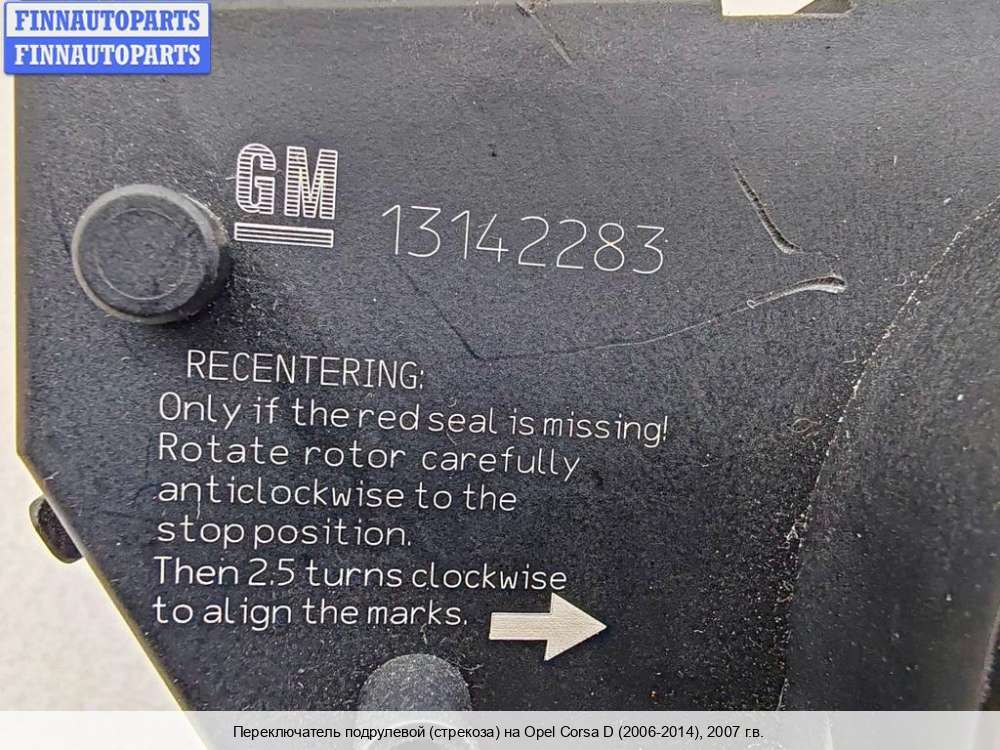 FINNAUTOPARTS
FINNAUTOPARTS
GM
13142283
RECENTERING:
Only if the red seal is missing!
Rotate rotor carefully
anticlockwise to the
stop position.
Then 2.5 turns clockwise
to align the marks.
Переключатель подрулевой (стрекоза) на Opel Corsa D (2006-2014), 2007 г.в.